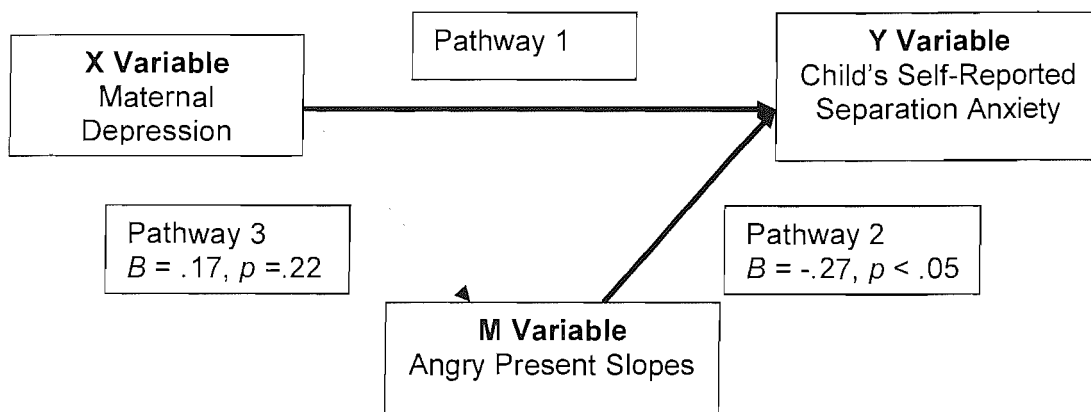 X Variable
Maternal
Depression
Pathway 1
Y Variable
Child's Self-Reported
Separation Anxiety
Pathway 3
B = .17, p =.22
Pathway 2
B = -.27, p < .05
M Variable
Angry Present Slopes